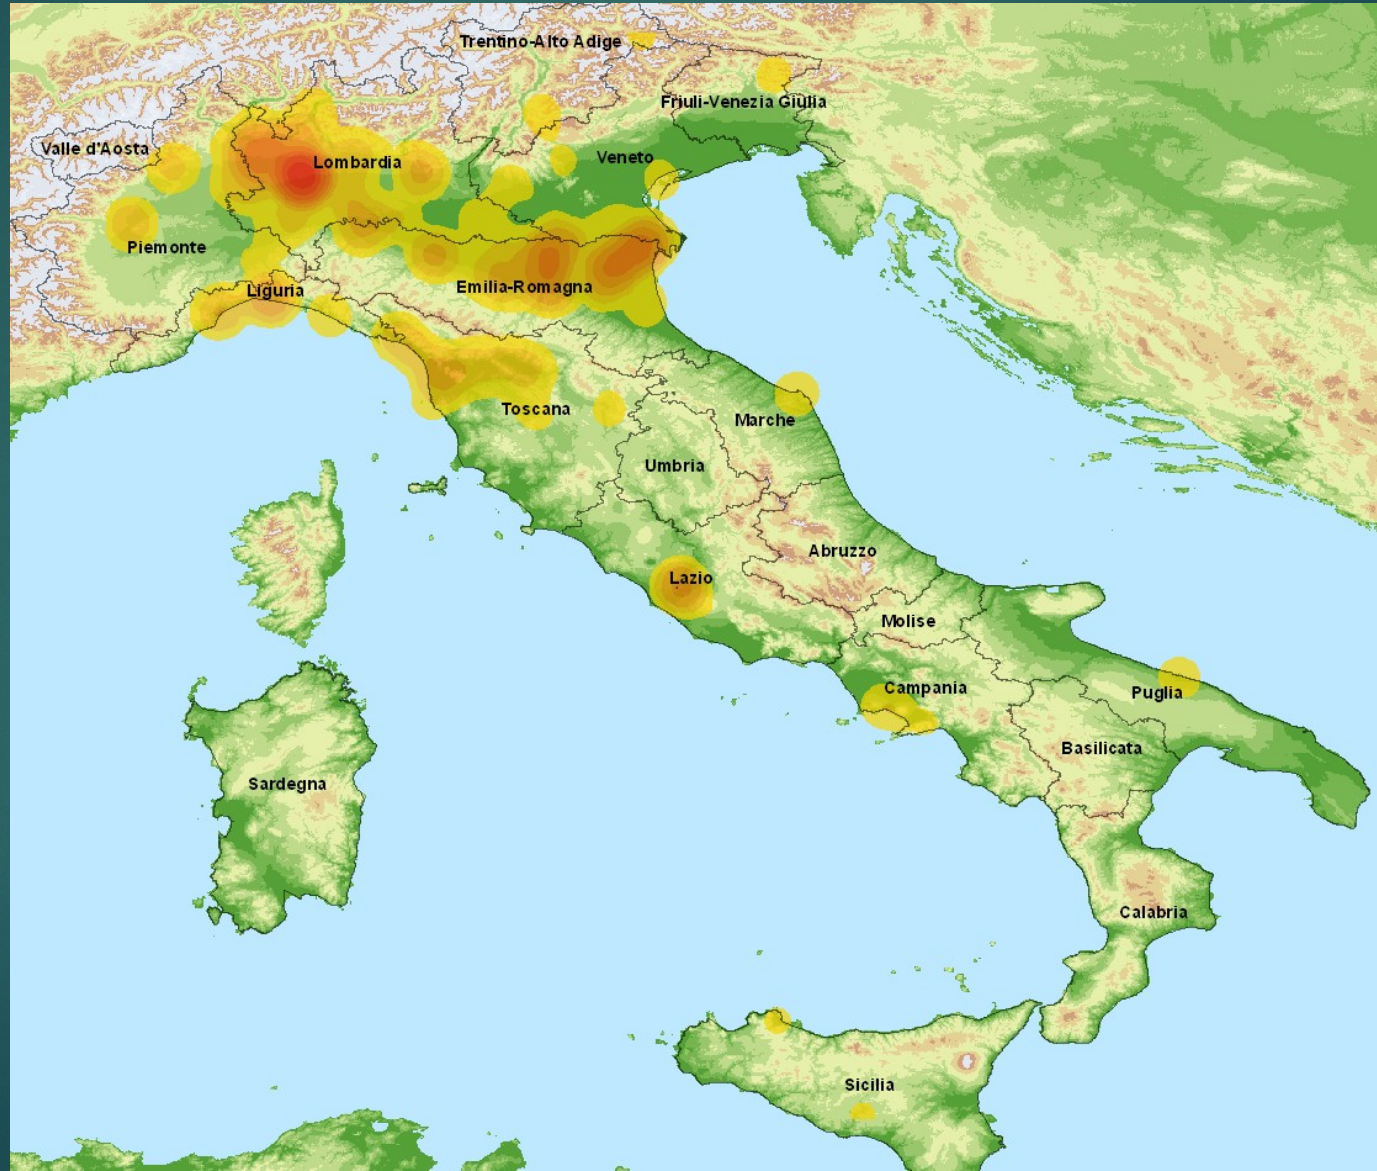 Trentino-Alto Adige
Friuli-Venezia Giulia
Valle d'Aosta
Lombardia
Veneto
Piemonte
Liguria
Emilia-Romagna
Toscana
Marche
Umbria
Abruzzo
Lazio
Molise
Campania
Puglia
Basilicata
Sardegna
Calabria
Sicilia